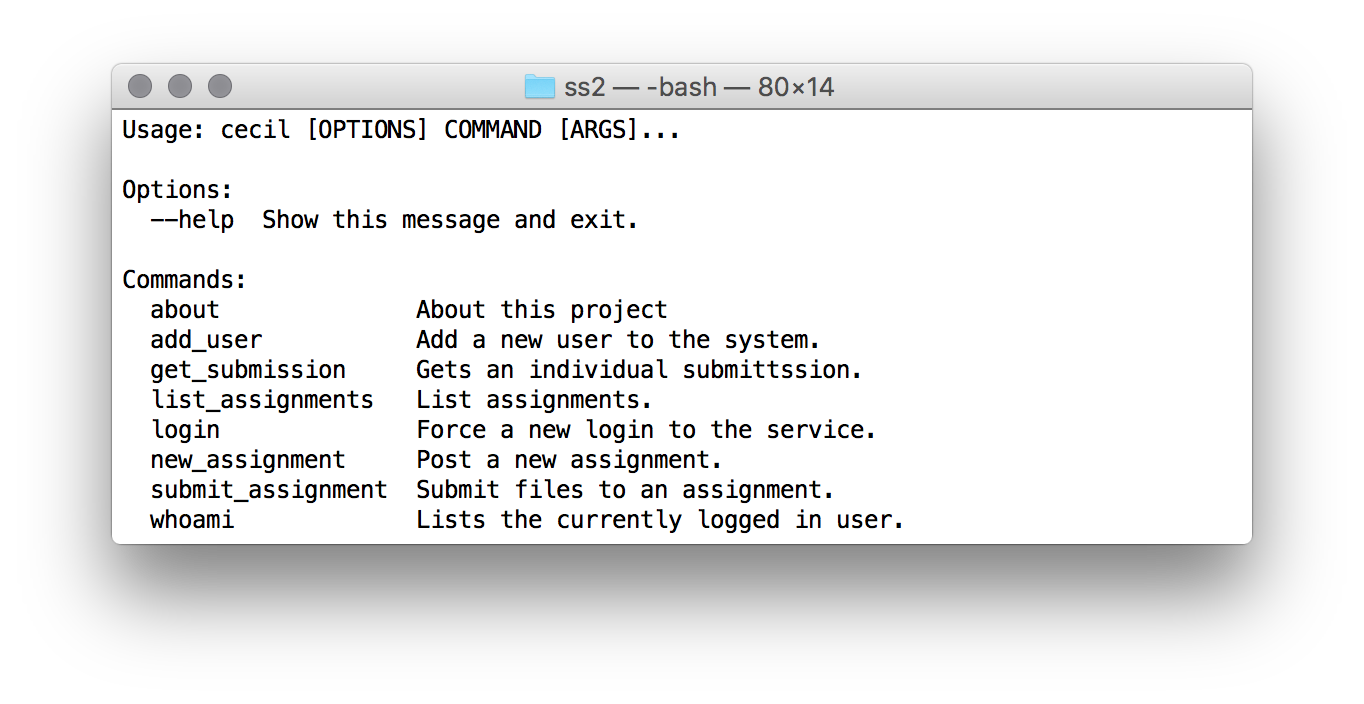 ss2 — -bash — 80×14
Usage: cecil [OPTIONS] COMMAND [ARGS]...
Options:
--help  Show this message and exit.
Commands:
about              About this project
add_user           Add a new user to the system.
get_submission     Gets an individual submittssion.
list_assignments   List assignments.
login              Force a new login to the service.
new_assignment     Post a new assignment.
submit_assignment  Submit files to an assignment.
whoami             Lists the currently logged in user.